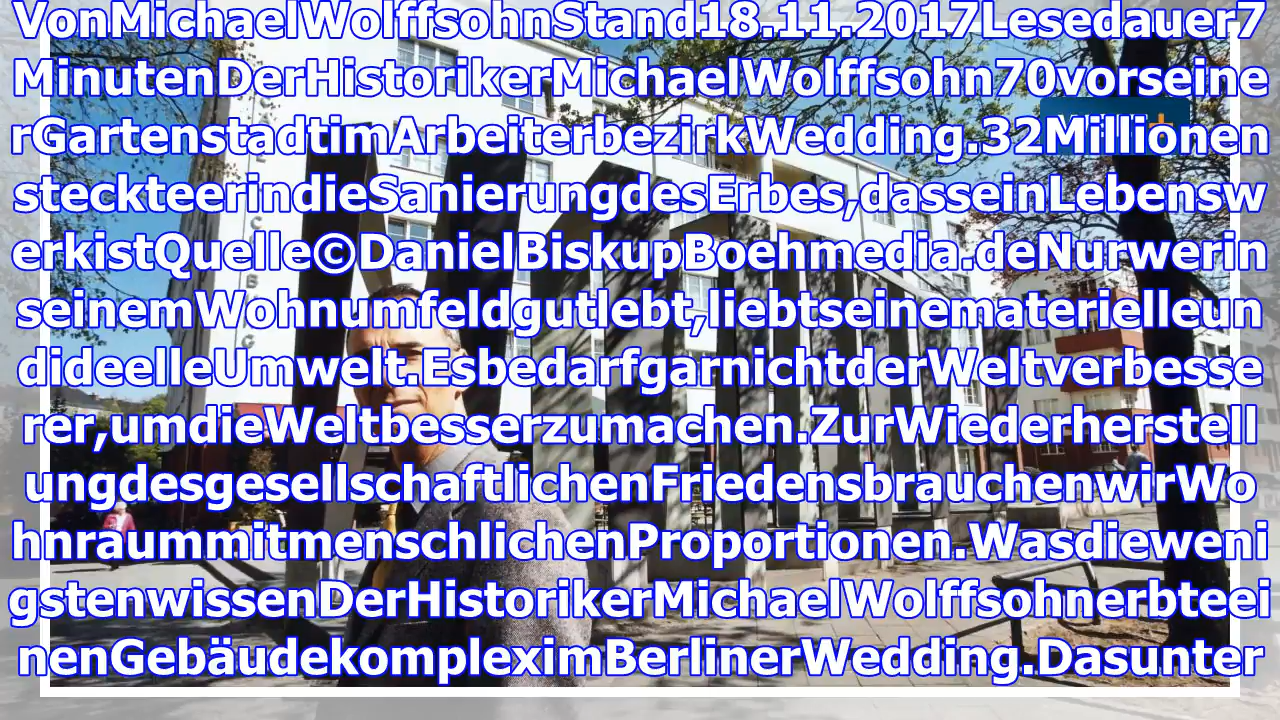 VonMichaelWolffsohnStand18.11.2017Lesedauer7
MinutenDerHistorikerMichaelWolffsohn70vorseine
rGartenstadtimArbeiterbezirkWedding.32Millionen
steckteerindieSanierungdesErbes,dasseinLebensw
erkistQuelle©DanielBiskupBoehmedia.deNurwerin
seinemWohnumfeldgutlebt,liebtseinematerielleun
dideelleUmwelt.EsbedarfgarnichtderWeltverbesse
rer,umdieWeltbesserzumachen.ZurWiederherstell
ungdesgesellschaftlichenFriedensbrauchenwirWo
hnraummitmenschlichenProportionen.Wasdieweni
gstenwissenDerHistorikerMichaelWolffsohnerbteei
nenGebäudekompleximBerlinerWedding.Dasunter